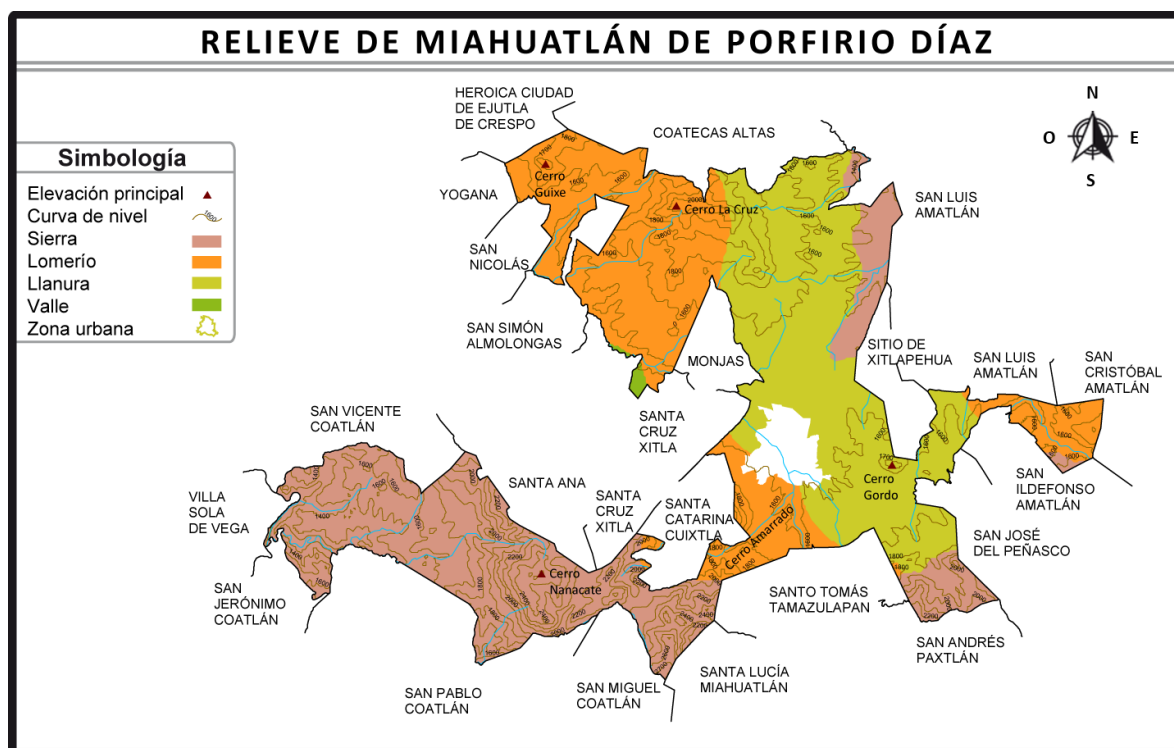 RELIEVE DE MIAHUATLÁN DE PORFIRIO DÍAZ
N
O
E
S
Simbología
Elevación principal
Curva de nivel
1600
Sierra
Lomerío
Llanura
Valle
Zona urbana
HEROICA CIUDAD
DE EJUTLA
DE CRESPO
COATECAS ALTAS
YOGANA
Cerro
Guixe
Cerro La Cruz
SAN LUIS
AMATLÁN
SAN
NICOLÁS
SAN SIMÓN
ALMOLONGAS
MONJAS
SITIO DE
XITLAPEHUA
SAN LUIS
AMATLÁN
SAN
CRISTÓBAL
AMATLÁN
SANTA
CRUZ
XITLA
SAN VICENTE
COATLÁN
SANTA ANA
VILLA
SOLA
DE VEGA
SANTA
CRUZ
XITLA
SANTA
CATARINA
CUIXTLA
Cerro Amarrado
Cerro
Gordo
SAN
ILDEFONSO
AMATLÁN
SAN JOSÉ
DEL PEÑASCO
SAN
JERÓNIMO
COATLÁN
Cerro
Nanacate
SANTO TOMÁS
TAMAZULAPAN
SAN ANDRÉS
PAXTLÁN
SAN PABLO
COATLÁN
SAN MIGUEL
COATLÁN
SANTA LUCÍA
MIAHUATLÁN